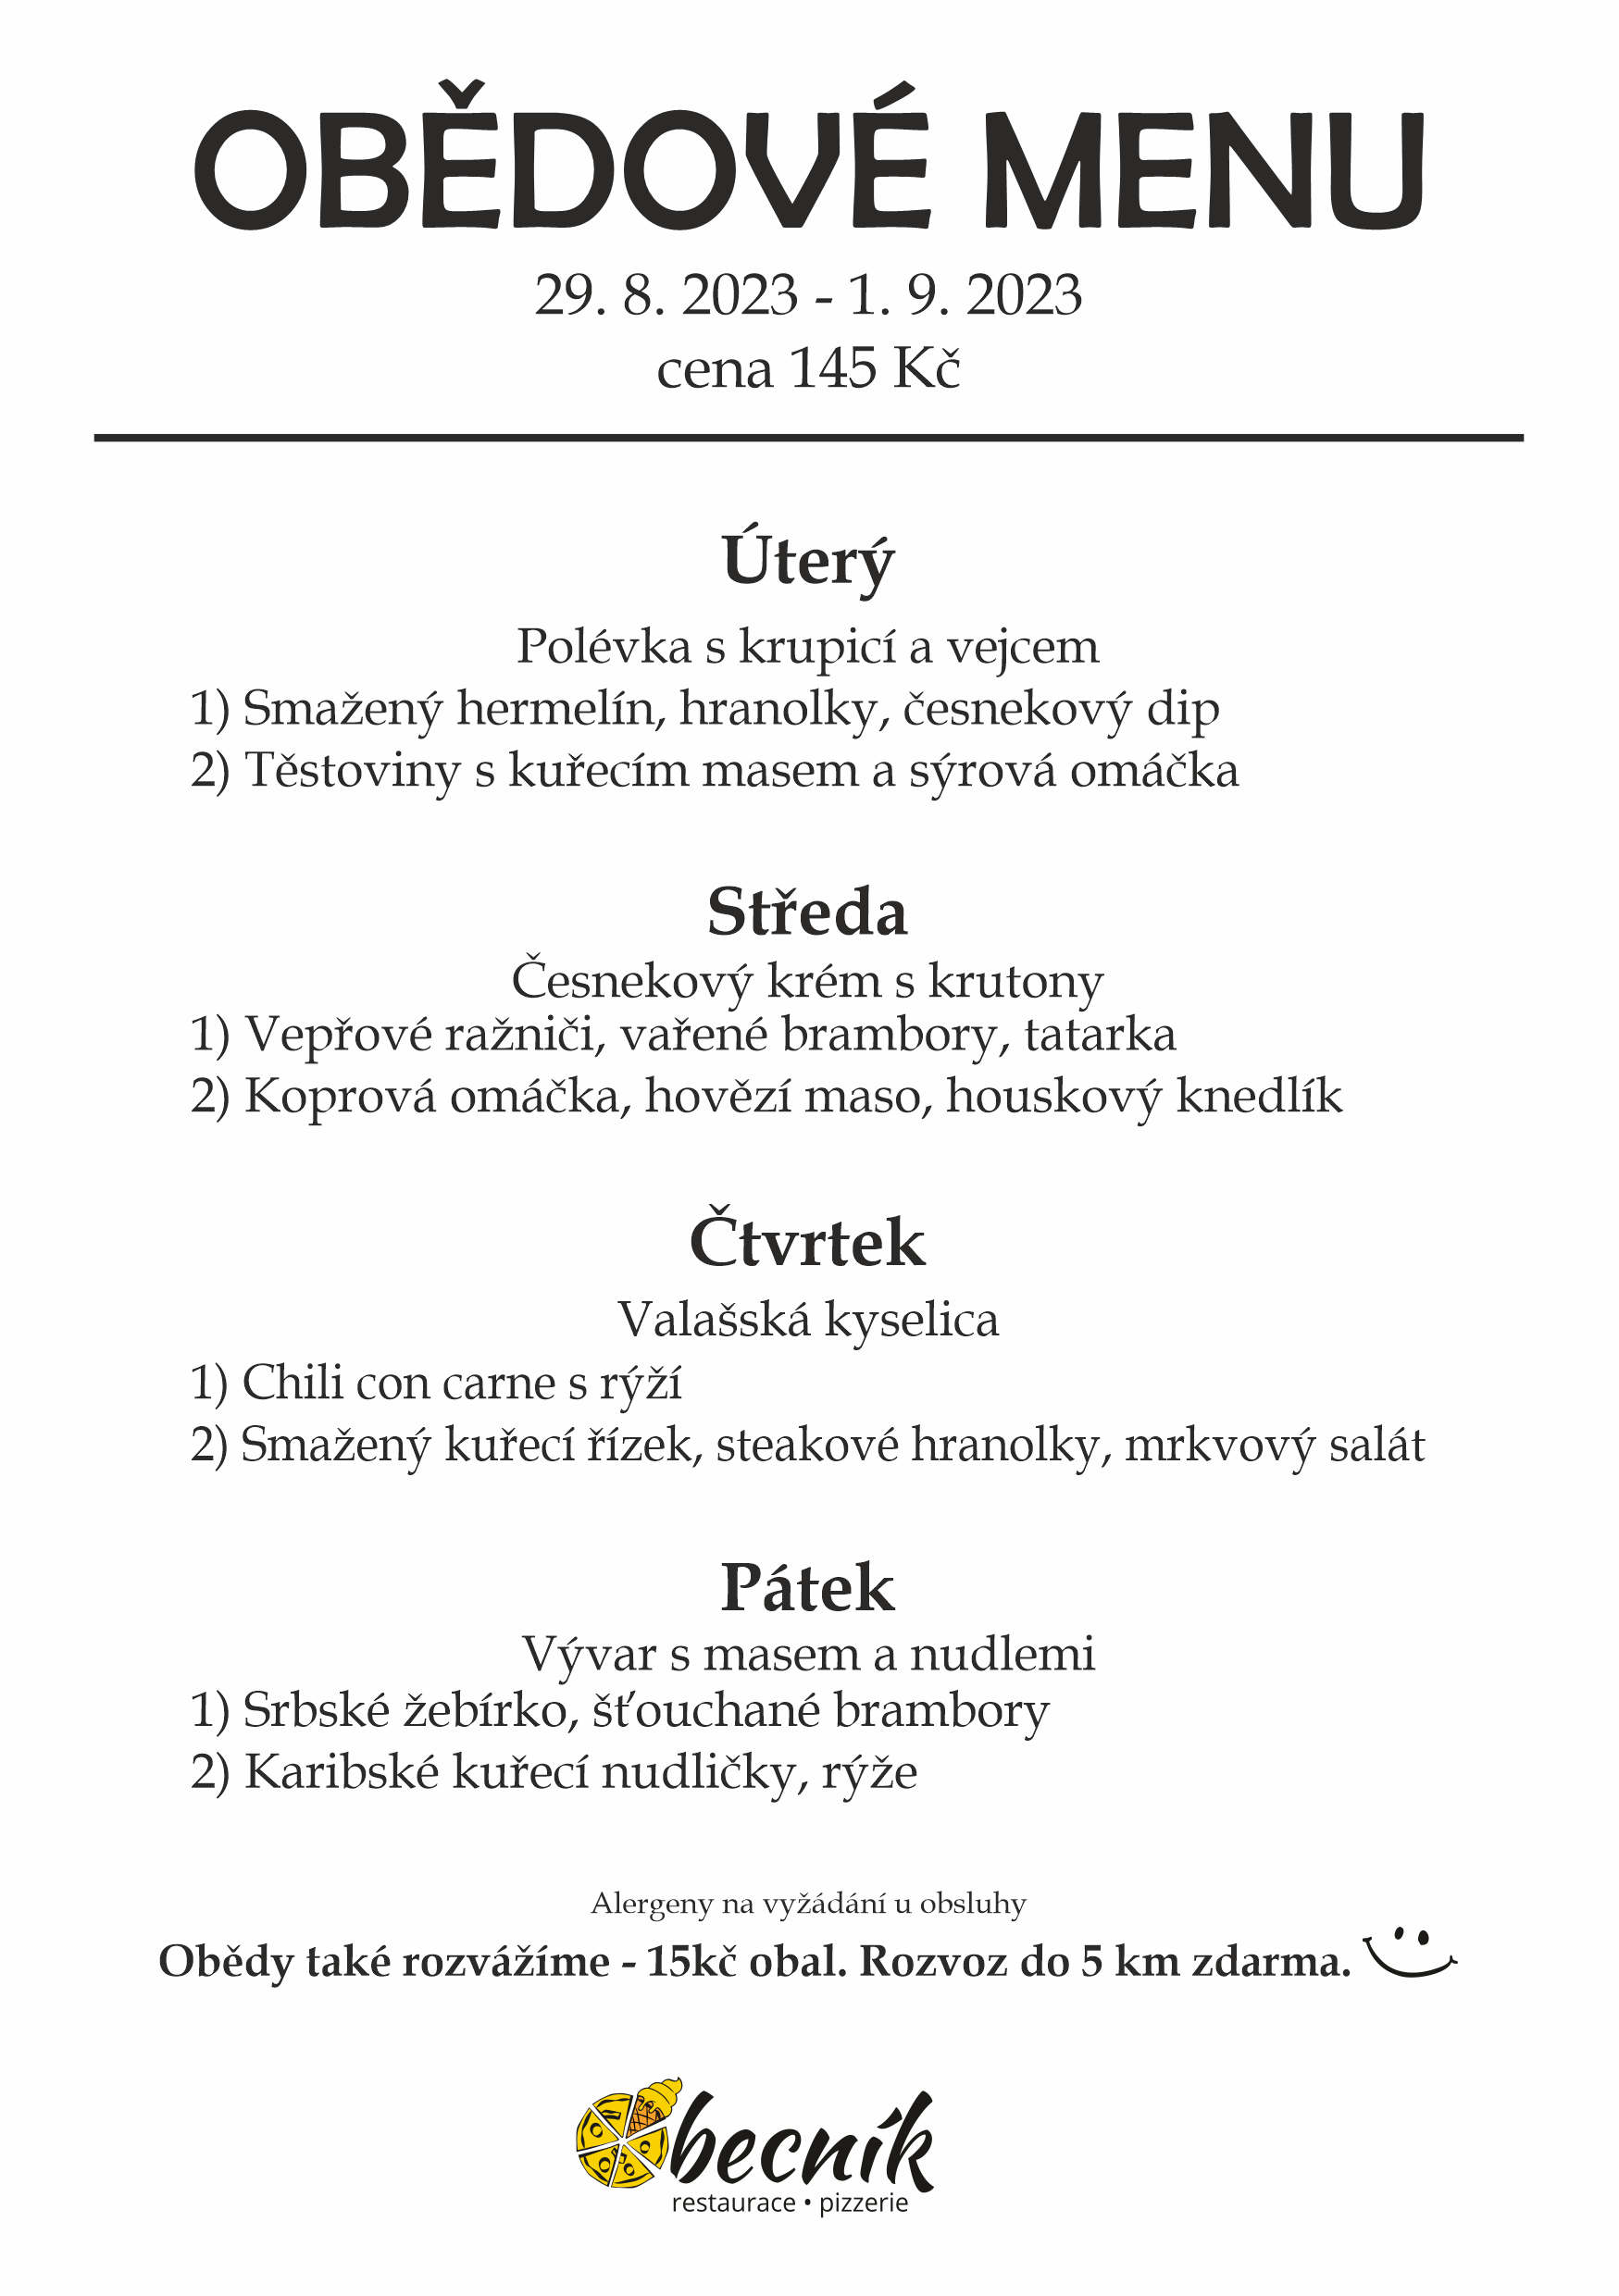 OBĚDOVÉ MENU
29. 8. 2023 - 1. 9. 2023
cena 145 Kč
Úterý
Polévka s krupicí a vejcem
1) Smažený hermelín, hranolky, česnekový dip
2) Těstoviny s kuřecím masem a sýrová omáčka
Středa
Česnekový krém s krutony
1) Vepřové ražniči, vařené brambory, tatarka
2) Koprová omáčka, hovězí maso, houskový knedlík
Čtvrtek
Valašská kyselica
1) Chili con carne s rýží
2) Smažený kuřecí řízek, steakové hranolky, mrkvový salát
Pátek
Vývar s masem a nudlemi
1) Srbské žebírko, šťouchané brambory
2) Karibské kuřecí nudličky, rýže
Alergeny na vyžádání u obsluhy
Obědy také rozvážíme - 15kč obal. Rozvoz do 5 km zdarma.
becník
restaurace • pizzerie